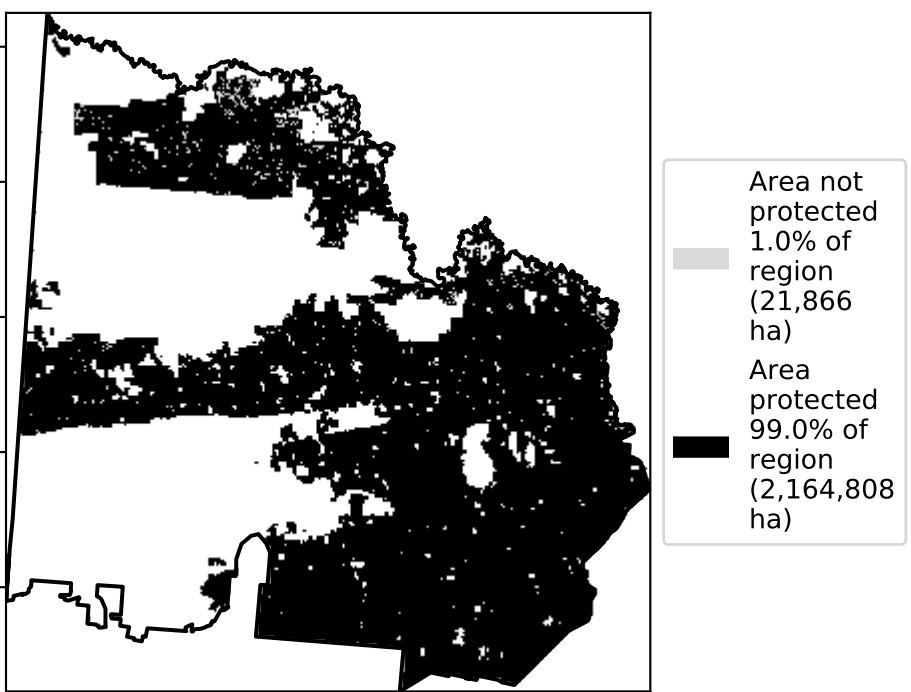 Area not
protected
1.0% of
region
(21,866
ha)
Area
protected
99.0% of
region
(2,164,808
ha)